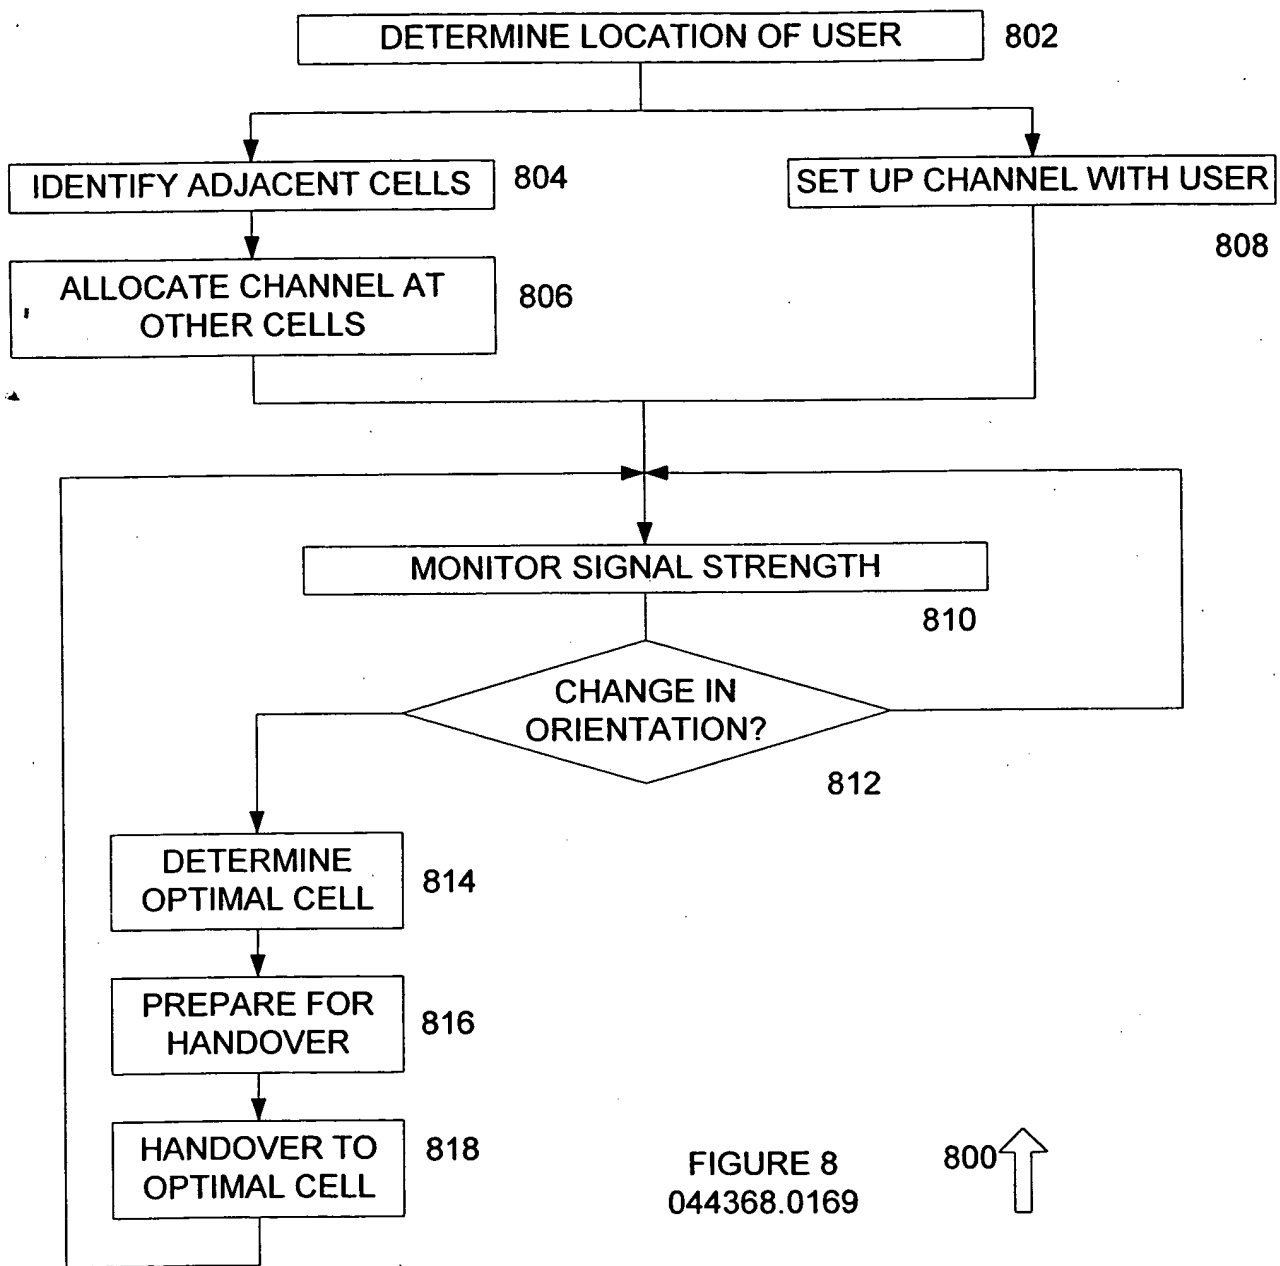 DETERMINE LOCATION OF USER
802
IDENTIFY ADJACENT CELLS
804
SET UP CHANNEL WITH USER
808
ALLOCATE CHANNEL AT
OTHER CELLS
806
MONITOR SIGNAL STRENGTH
810
CHANGE IN
ORIENTATION?
812
DETERMINE
OPTIMAL CELL
814
PREPARE FOR
HANDOVER
816
HANDOVER TO
OPTIMAL CELL
818
FIGURE 8
044368.0169
800